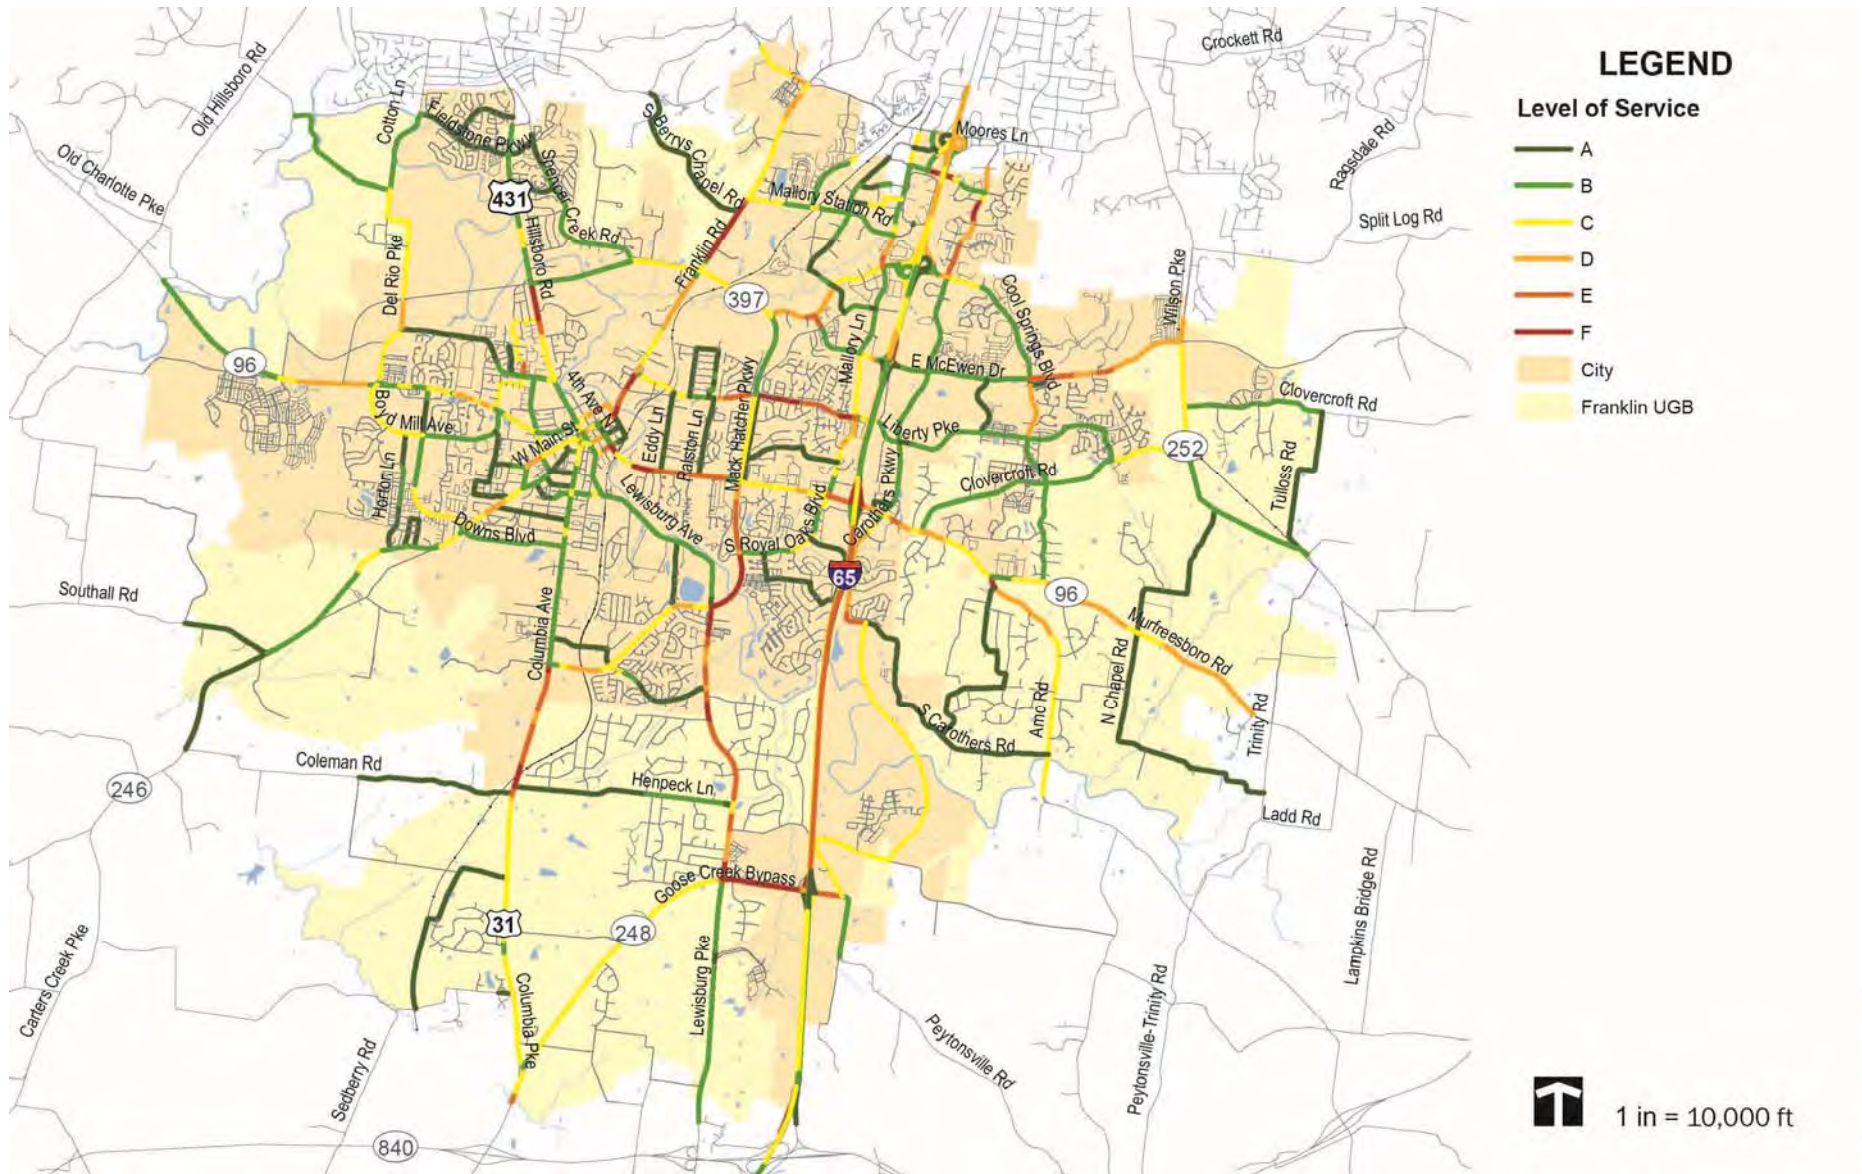 Crockett Rd
Old Hillsboro Rd
Cotton Ln
Fieldstone Pkwy
S Berrys Chapel Rd
Moores Ln
Ragsdale Rd
Old Charlotte Pke
431
Spencer Creek Rd
Mallory Station Rd
Split Log Rd
Hillsboro Rd
Franklin Rd
Del Rio Pke
Wilson Pke
397
Cool Springs Blvd
96
Mallory Ln
E McEwen Dr
4th Ave N
Mack Hatcher Pkwy
Clovercroft Rd
Boyd Mill Ave
W Main St
Eddy Ln
Ralston Ln
Liberty Pke
252
Horton Ln
Lewisburg Ave
Carothers Pkwy
Clovercroft Rd
Tulloss Rd
Downs Blvd
S Royal Oaks Blvd
65
Southall Rd
96
Columbia Ave
Murfreesboro Rd
N Chapel Rd
Arno Rd
S Carothers Rd
Trinity Rd
Coleman Rd
Henpeck Ln
246
Ladd Rd
Goose Creek Bypass
Lampkins Bridge Rd
31
248
Carters Creek Pke
Lewisburg Pke
Columbia Pke
Peytonsville Rd
Peytonsville-Trinity Rd
Sedberry Rd
840
LEGEND
Level of Service
A
B
C
D
E
F
City
Franklin UGB
1 in = 10,000 ft